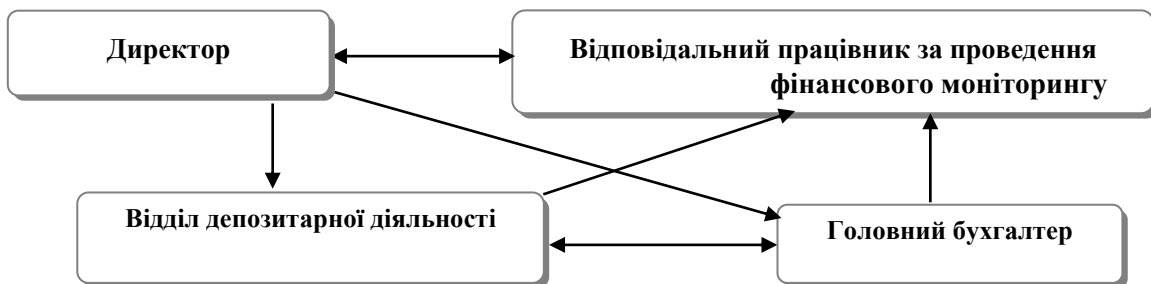 Директор
Відповідальний працівник за проведення
фінансового моніторингу
Відділ депозитарної діяльності
Головний бухгалтер